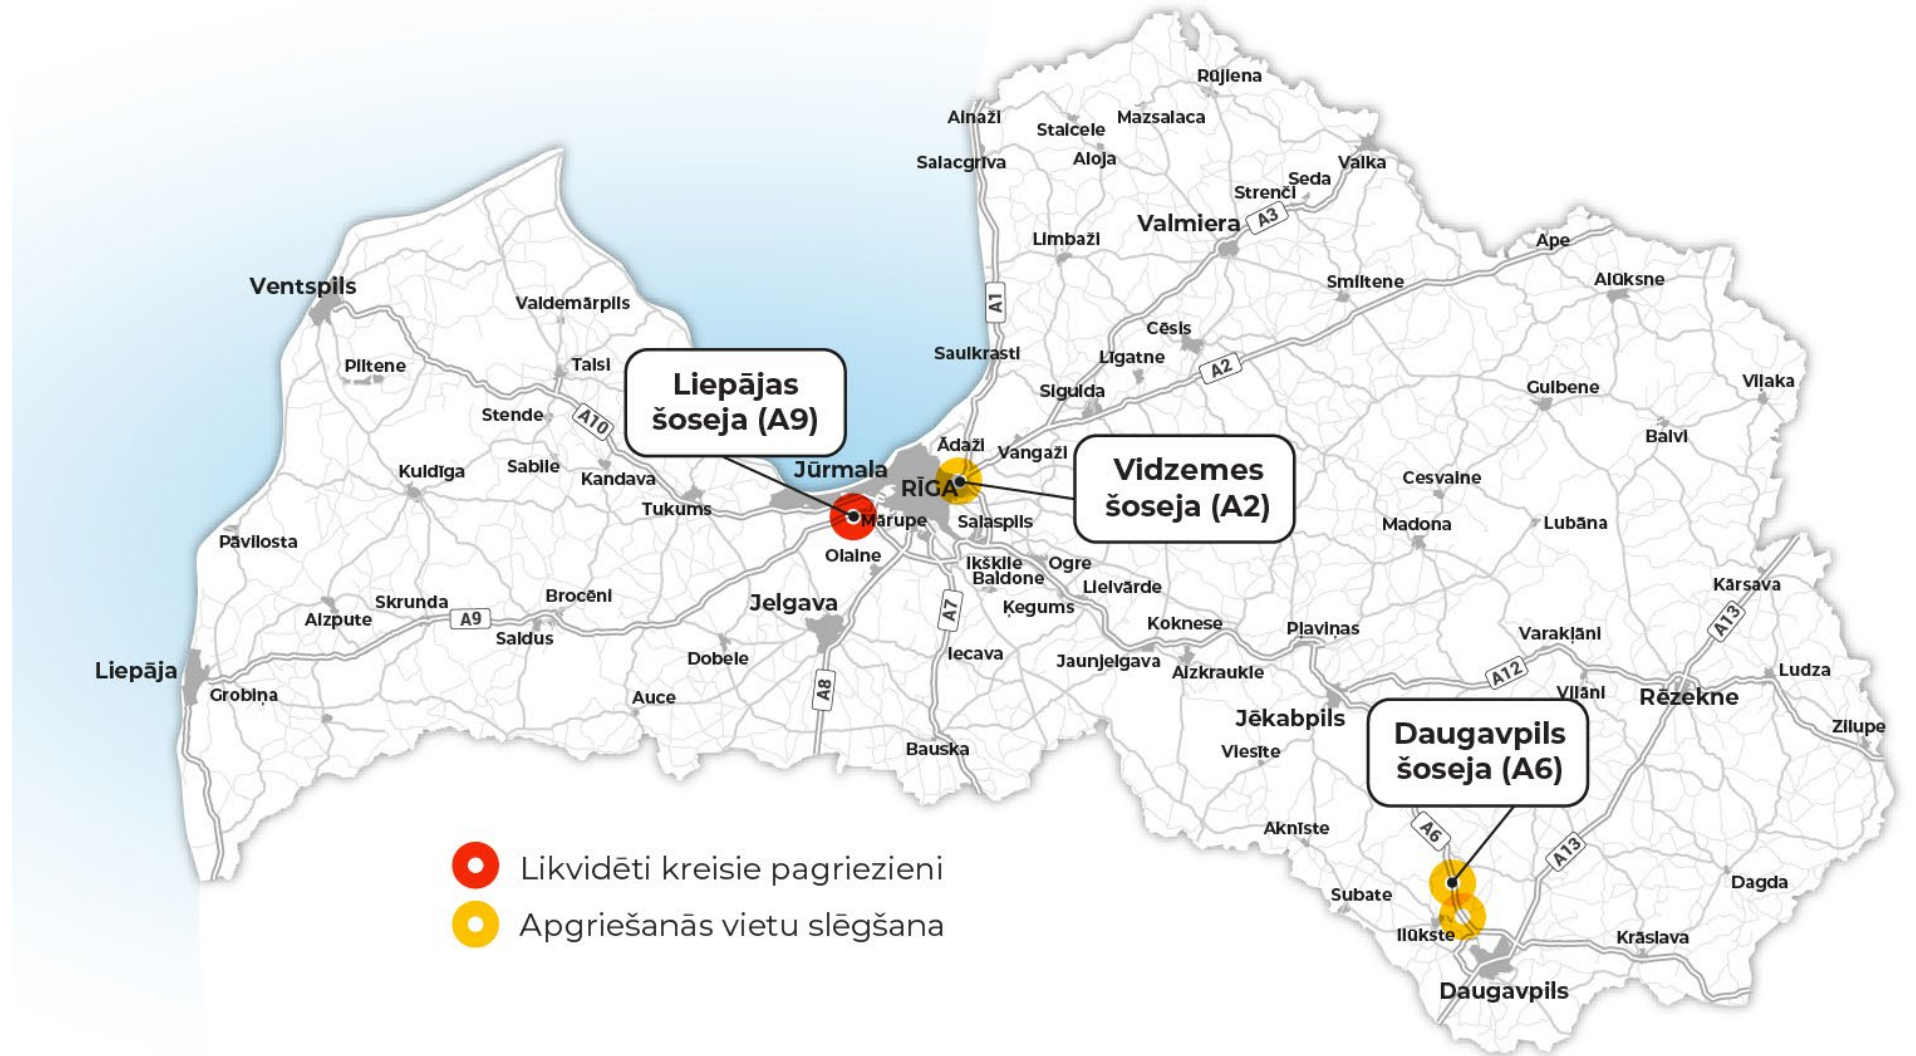 Rūjiena
Ainaži
Mazsalaca
Staicele
Salacgrīva
Aloja
Valka
Seda
Strenči
Valmiera
A3
Limbaži
Ape
Ventspils
Smiltene
Alūksne
Valdemārpils
A1
Cēsis
Saulkrasti
Līgatne
Piltene
Talsi
A2
Liepājas
šoseja (A9)
Sigulda
Gulbene
Viļaka
Stende
A10
Ādaži
Vangaži
Balvi
Kuldīga
Sabile
Kandava
Jūrmala
RĪGA
Vidzemes
šoseja (A2)
Cesvaine
Tukums
Mārupe
Salaspils
Madona
Lubāna
Pāvilosta
Olaine
Ikšķile
Ogre
Baldone
Lielvārde
Kārsava
Skrunda
Brocēni
Jelgava
Ķegums
A7
A13
Aizpute
A9
Saldus
Koknese
Pļaviņas
Varakļāni
Liepāja
Dobele
Iecava
Jaunjelgava
Aizkraukle
A12
Ludza
Grobiņa
Auce
A8
Viļāni
Rēzekne
Jēkabpils
Zilupe
Bauska
Viesīte
Daugavpils
šoseja (A6)
Aknīste
A6
A13
Likvidēti kreisie pagriezieni
Subate
Dagda
Apgriešanās vietu slēgšana
Ilūkste
Krāslava
Daugavpils